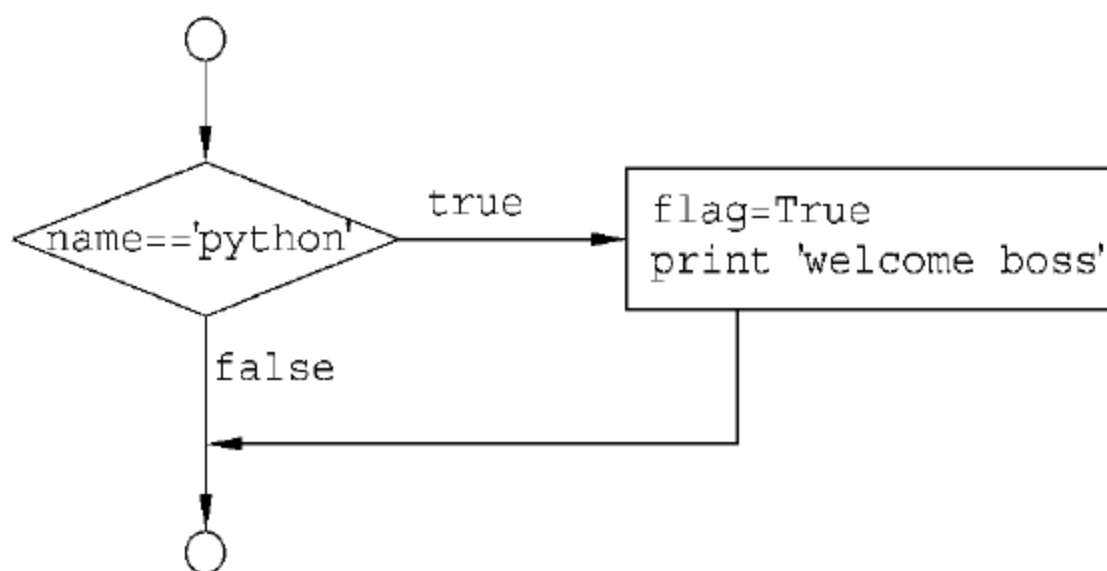 name=='python'
true
flag=True
print 'welcome boss'
false